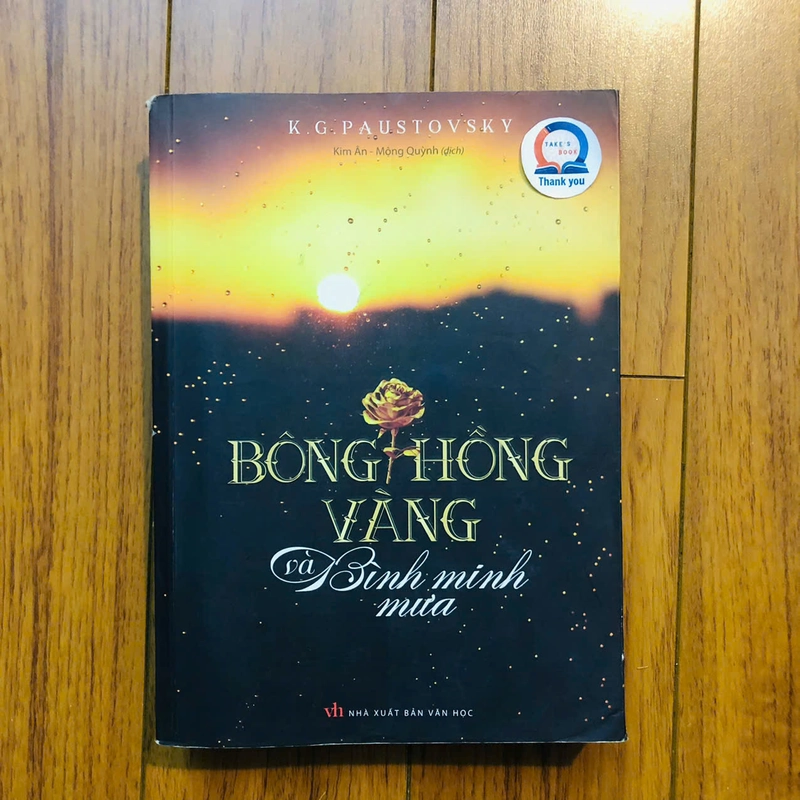 K.G.PAUSTOVSKY
Kim Ân - Mộng Quỳnh (dịch)
TAKE'S
BOOK
Thank you
BÔNG HỒNG
VÀNG
và Bình minh
mưa
vh NHÀ XUẤT BẢN VĂN HỌC